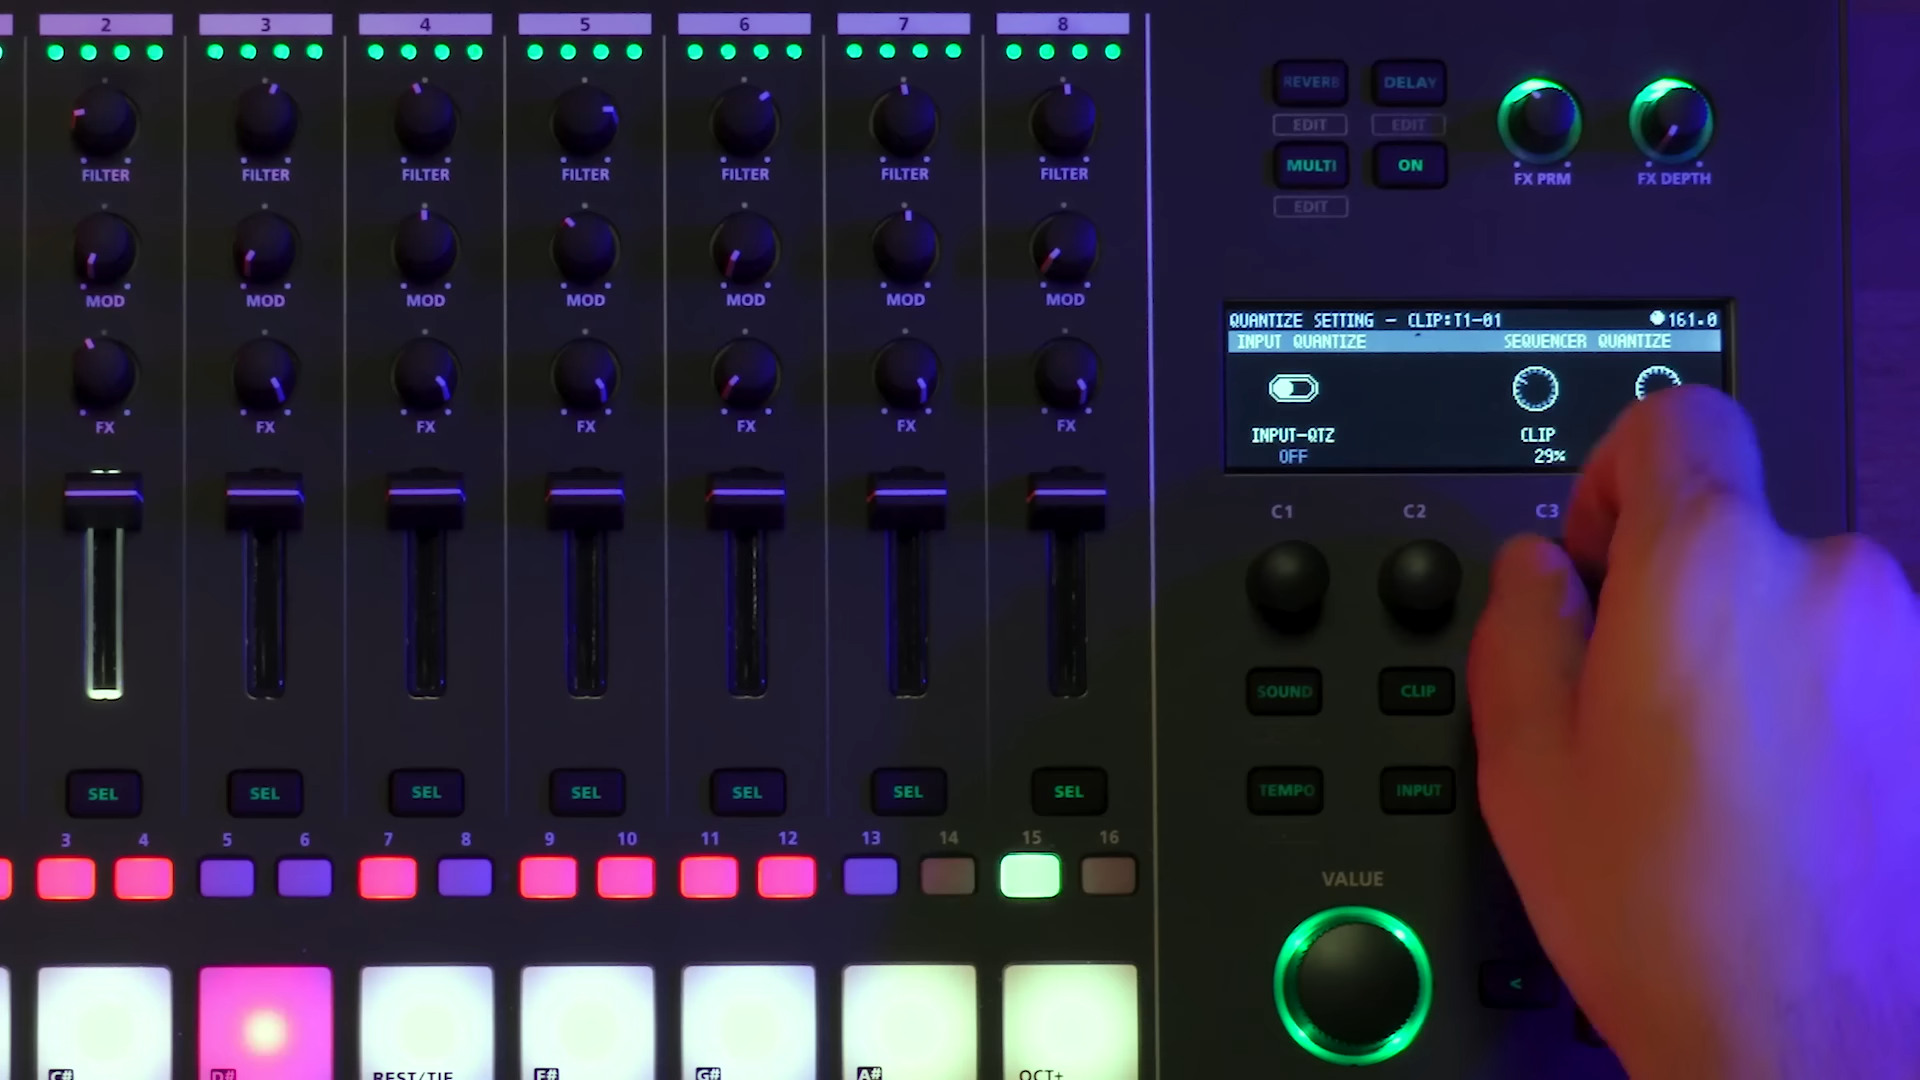 2 3 4 5 6 7 8
REVERB DELAY
EDIT EDIT
MULTI ON
EDIT
FX PRM FX DEPTH
FILTER FILTER FILTER FILTER FILTER FILTER FILTER
MOD MOD MOD MOD MOD MOD MOD
FX FX FX FX FX FX FX
QUANTIZE SETTING - CLIP:T1-01 161.0
INPUT QUANTIZE SEQUENCER QUANTIZE
INPUT-QTZ CLIP
OFF 29%
C1 C2 C3
SOUND CLIP
TEMPO INPUT
SEL SEL SEL SEL SEL SEL SEL
3 4 5 6 7 8 9 10 11 12 13 14 15 16
VALUE
<
C# D# REST/TIE F# G# A# OCT+